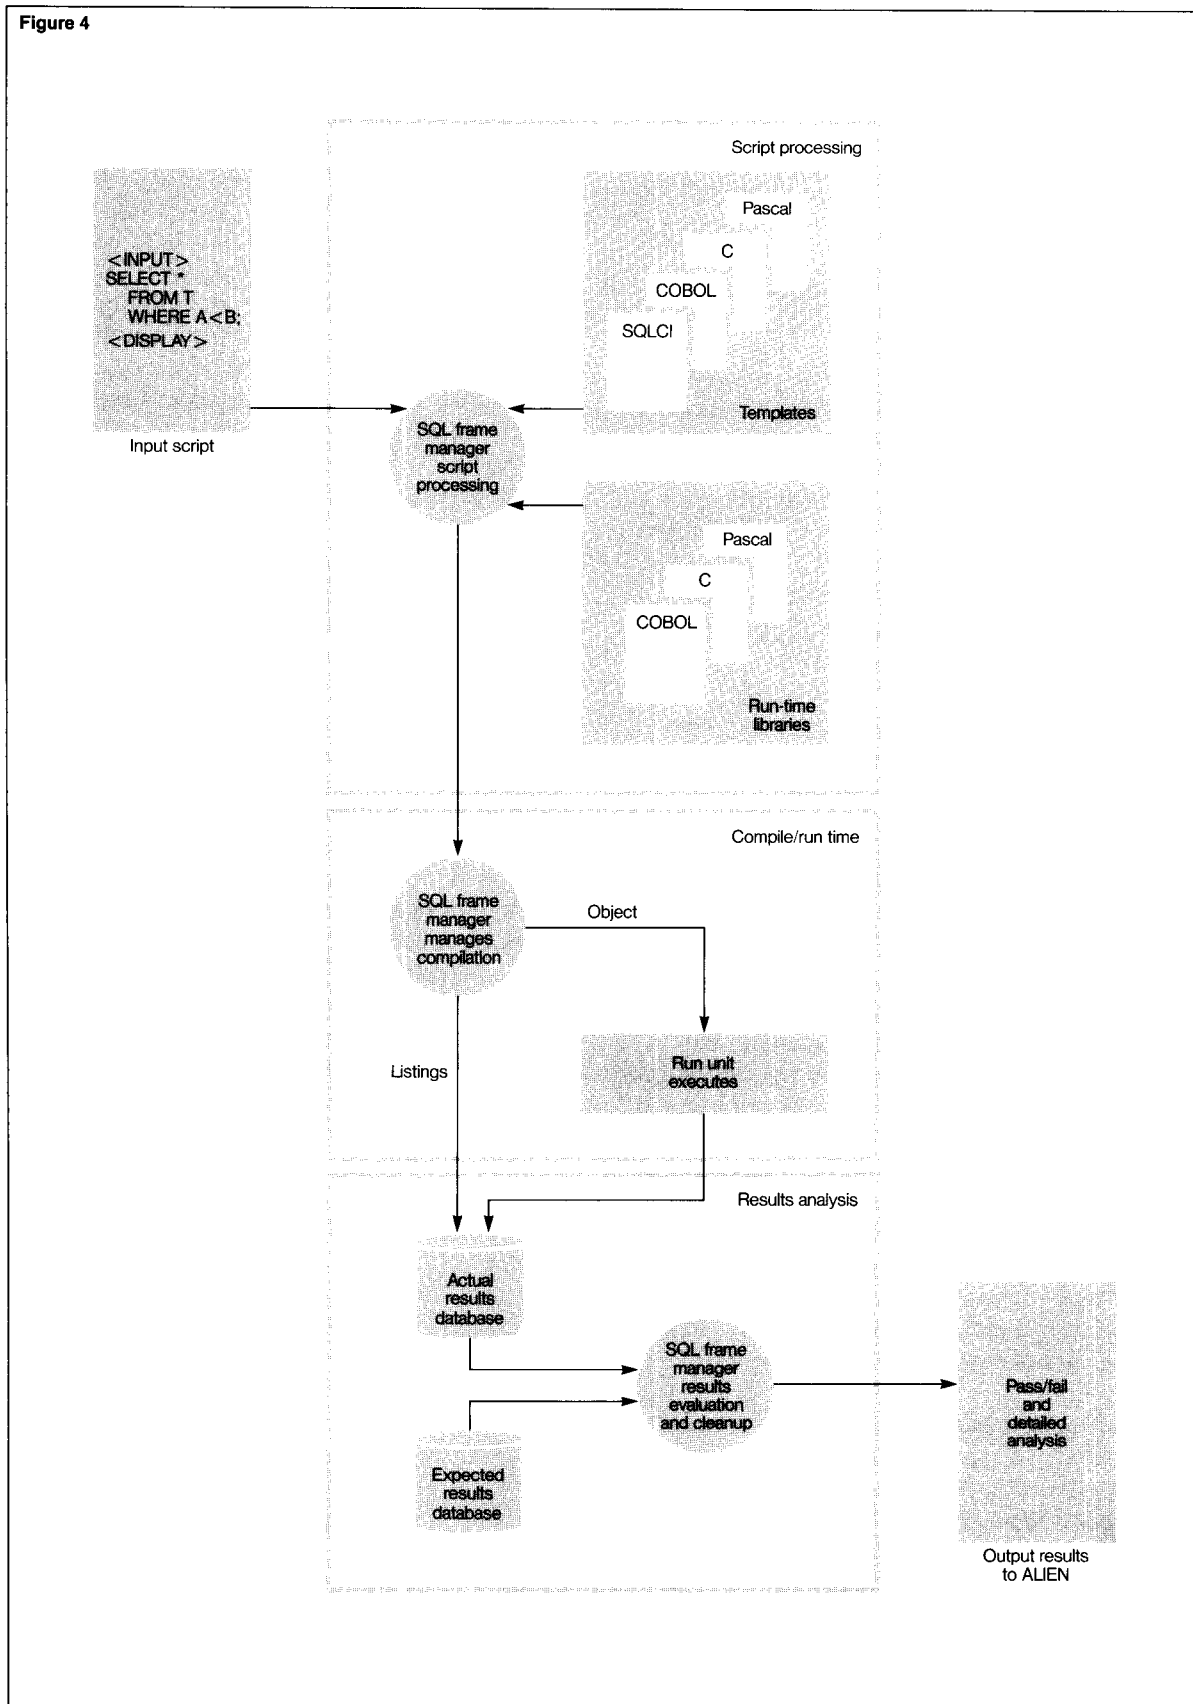 Figure 4
Script processing
<INPUT>
SELECT *
FROM T
WHERE A<B;
<DISPLAY>
Input script
Pascal
C
COBOL
SQLCI
Templates
SQL frame
manager
script
processing
Pascal
C
COBOL
Run-time
libraries
Compile/run time
SQL frame
manager
manages
compilation
Object
Listings
Run unit
executes
Results analysis
Actual
results
database
SQL frame
manager
results
evaluation
and cleanup
Expected
results
database
Pass/fail
and
detailed
analysis
Output results
to ALIEN